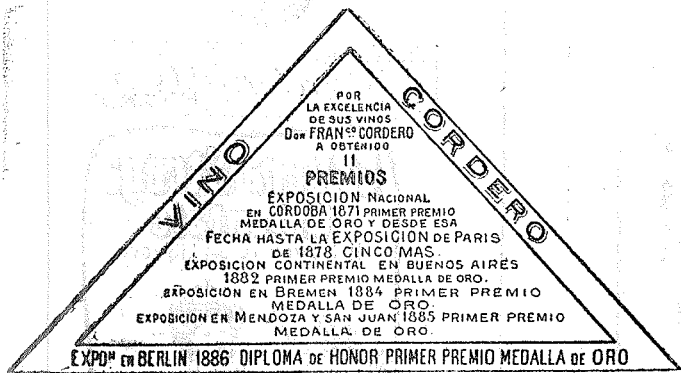 VINO
CORDERO
POR
LA EXCELENCIA
DE SUS VINOS
DON FRANco CORDERO
A OBTENIDO
11
PREMIOS
EXPOSICIÓN NACIONAL
EN CÓRDOBA 1871 PRIMER PREMIO
MEDALLA DE ORO Y DESDE ESA
FECHA HASTA LA EXPOSICION DE PARIS
DE 1878 CINCO MAS.
EXPOSICION CONTINENTAL EN BUENOS AIRES
1882 PRIMER PREMIO MEDALLA DE ORO.
EXPOSICIÓN EN BREMEN 1884 PRIMER PREMIO
MEDALLA DE ORO.
EXPOSICION EN MENDOZA Y SAN JUAN 1885 PRIMER PREMIO
MEDALLA DE ORO.
EXPON EN BERLIN 1886 DIPLOMA DE HONOR PRIMER PREMIO MEDALLA DE ORO